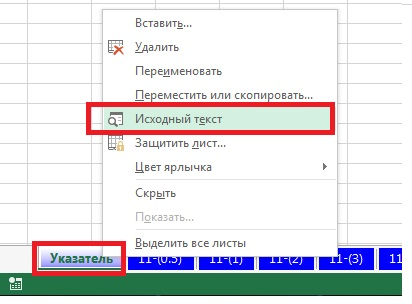 Вставить...
Удалить
Переименовать
Переместить или скопировать...
Исходный текст
Защитить лист...
Цвет ярлычка
Скрыть
Показать...
Выделить все листы
Указатель 11-(0.5) 11-(1) 11-(2) 11-(3) 11